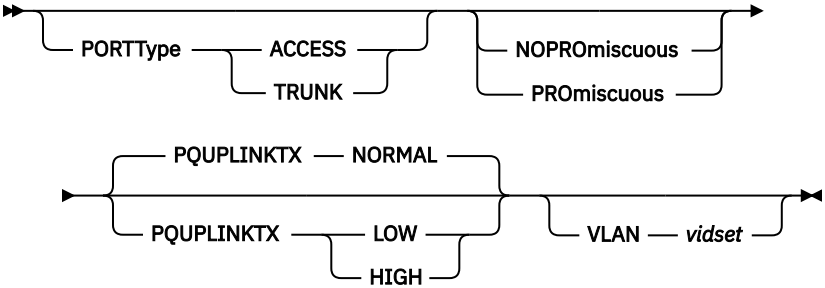 PORTType ACCESS NOPROmiscuous
TRUNK PROmiscuous
PQUPLINKTX NORMAL
PQUPLINKTX LOW VLAN vidset
HIGH